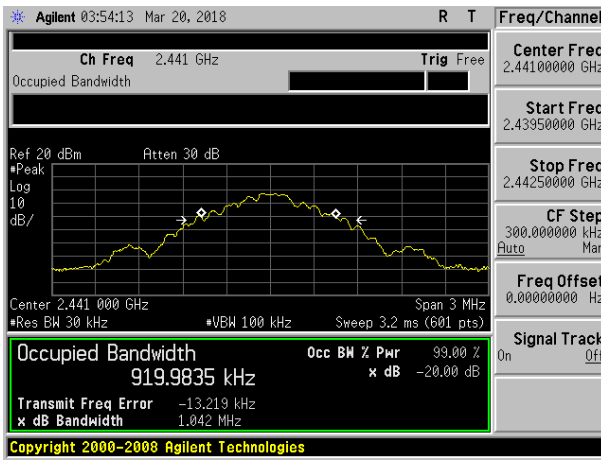 Agilent 03:54:13 Mar 20, 2018 R T
Freq/Channel
Ch Freq 2.441 GHz Trig Free
Occupied Bandwidth
Center Freq
2.44100000 GHz
Start Freq
2.43950000 GHz
Stop Freq
2.44250000 GHz
CF Step
300.000000 kHz
Auto Man
Freq Offset
0.00000000 Hz
Signal Track
On Off
Ref 20 dBm Atten 30 dB
#Peak
Log
10
dB/
Center 2.441 000 GHz Span 3 MHz
#Res BW 30 kHz #VBW 100 kHz Sweep 3.2 ms (601 pts)
Occupied Bandwidth Occ BW % Pwr 99.00 %
919.9835 kHz x dB -20.00 dB
Transmit Freq Error -13.219 kHz
x dB Bandwidth 1.042 MHz
Copyright 2000-2008 Agilent Technologies